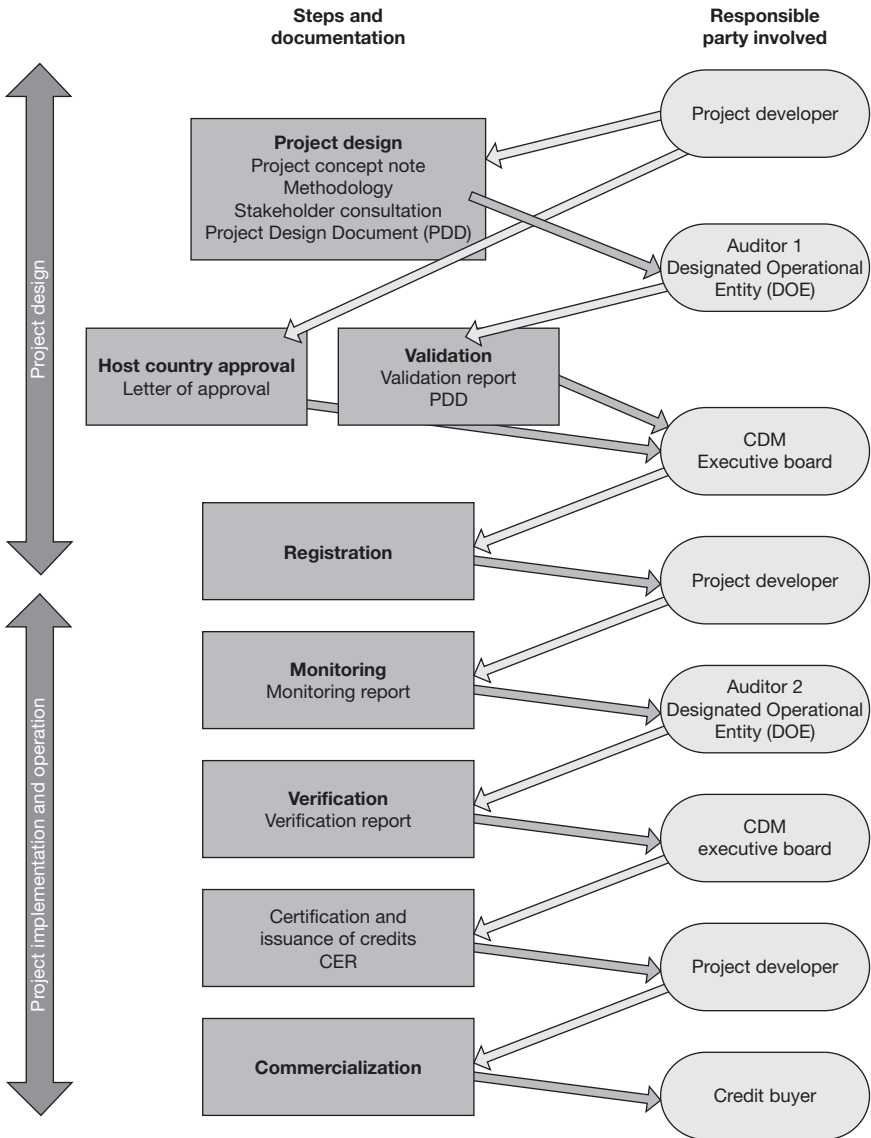 Steps and
documentation
Responsible
party involved
Project developer
Project design
Project concept note
Methodology
Stakeholder consultation
Project Design Document (PDD)
Auditor 1
Designated Operational
Entity (DOE)
Project design
Host country approval
Letter of approval
Validation
Validation report
PDD
CDM
Executive board
Registration
Project developer
Project implementation and operation
Monitoring
Monitoring report
Auditor 2
Designated Operational
Entity (DOE)
Verification
Verification report
CDM
executive board
Certification and
issuance of credits
CER
Project developer
Commercialization
Credit buyer